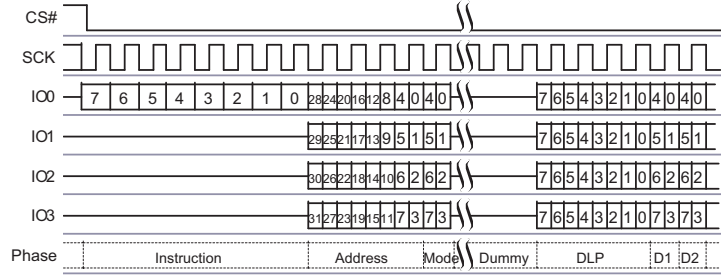 CS#
SCK
IO0 7 6 5 4 3 2 1 0 28 24 20 16 12 8 4 0 4 0 7 6 5 4 3 2 1 0 4 0 4 0
IO1 29 25 21 17 13 9 5 1 5 1 7 6 5 4 3 2 1 0 5 1 5 1
IO2 30 26 22 18 14 10 6 2 6 2 7 6 5 4 3 2 1 0 6 2 6 2
IO3 31 27 23 19 15 11 7 3 7 3 7 6 5 4 3 2 1 0 7 3 7 3
Phase Instruction Address Mode Dummy DLP D1 D2